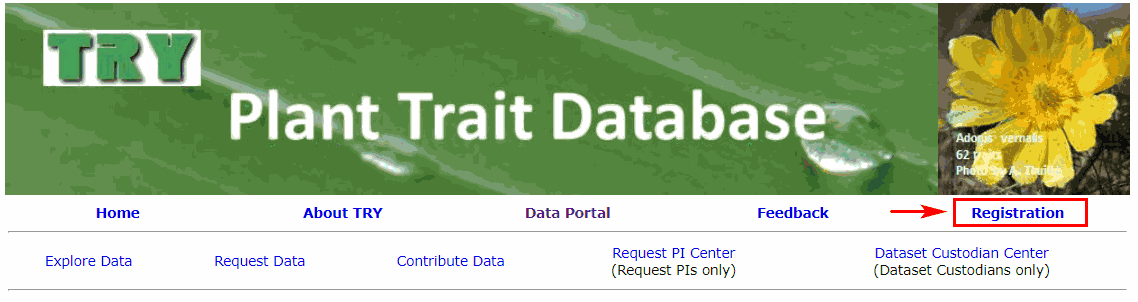 TRY
Plant Trait Database
Adonis vernalis
62 traits
Photo by A. Thuille
Home About TRY Data Portal Feedback Registration
Explore Data Request Data Contribute Data Request PI Center Dataset Custodian Center
(Request PIs only) (Dataset Custodians only)